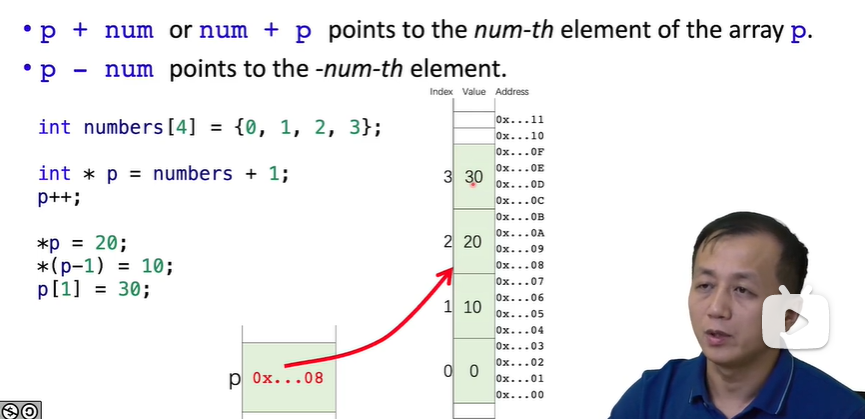 • p + num or num + p points to the num-th element of the array p.
• p - num points to the -num-th element.
Index Value Address
int numbers[4] = {0, 1, 2, 3};
int * p = numbers + 1;
p++;
*p = 20;
*(p-1) = 10;
p[1] = 30;
0x...11
0x...10
0x...0F
0x...0E
3 30
0x...0D
0x...0C
0x...0B
0x...0A
2 20
0x...09
0x...08
0x...07
0x...06
1 10
0x...05
0x...04
0x...03
0x...02
0 0
0x...01
0x...00
p 0x...08